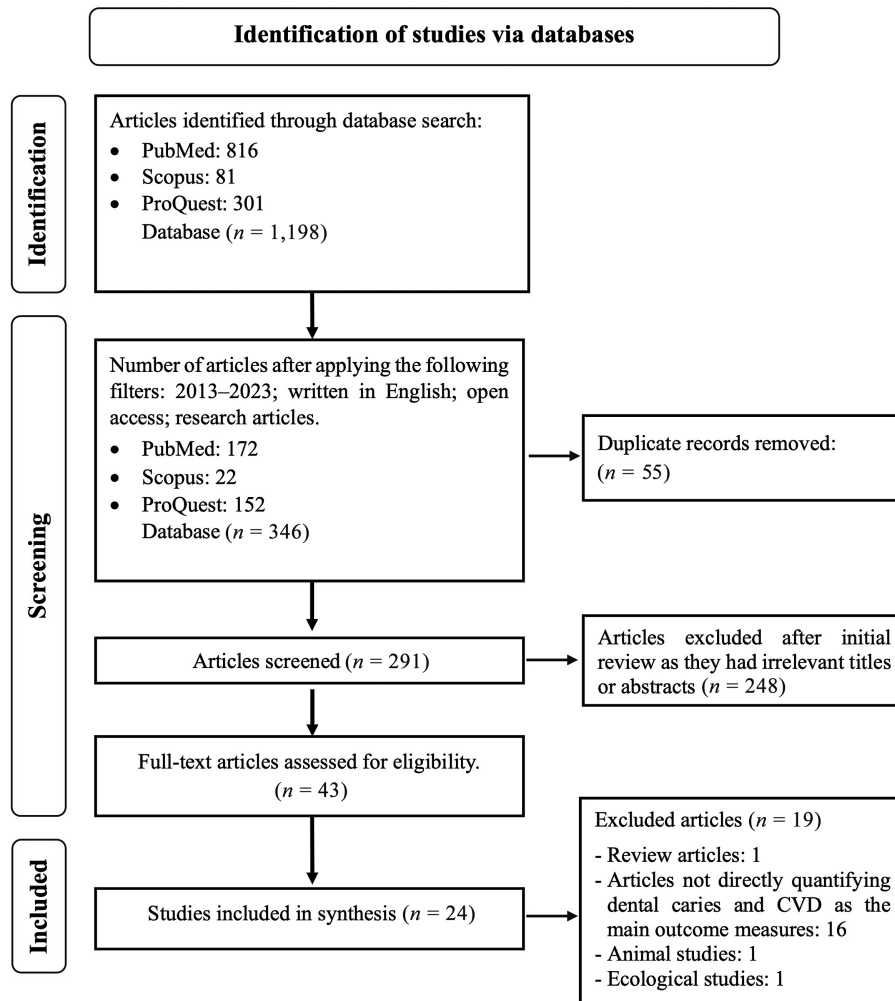 Identification of studies via databases
Identification
Articles identified through database search:
• PubMed: 816
• Scopus: 81
• ProQuest: 301
Database (n = 1,198)
Screening
Number of articles after applying the following
filters: 2013–2023; written in English; open
access; research articles.
• PubMed: 172
• Scopus: 22
• ProQuest: 152
Database (n = 346)
Duplicate records removed:
(n = 55)
Articles screened (n = 291)
Articles excluded after initial
review as they had irrelevant titles
or abstracts (n = 248)
Full-text articles assessed for eligibility.
(n = 43)
Included
Studies included in synthesis (n = 24)
Excluded articles (n = 19)
- Review articles: 1
- Articles not directly quantifying
dental caries and CVD as the
main outcome measures: 16
- Animal studies: 1
- Ecological studies: 1